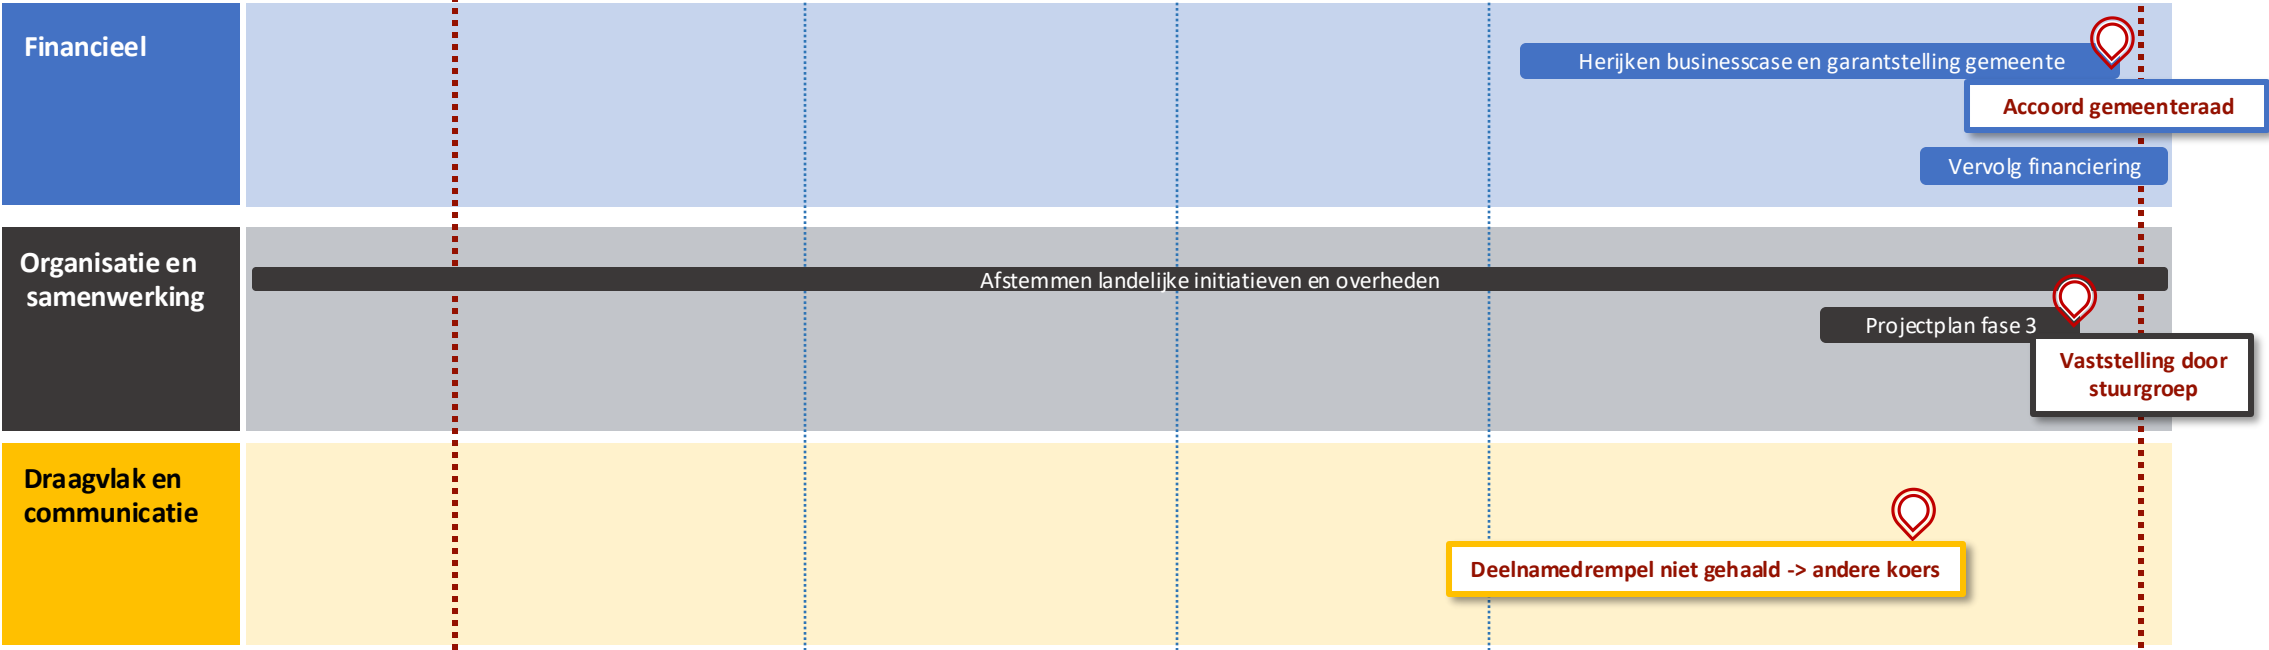 Financieel
Herijken businesscase en garantstelling gemeente
Accoord gemeenteraad
Vervolg financiering
Organisatie en
samenwerking
Afstemmen landelijke initiatieven en overheden
Projectplan fase 3
Vaststelling door
stuurgroep
Draagvlak en
communicatie
Deelnamedrempel niet gehaald -> andere koers